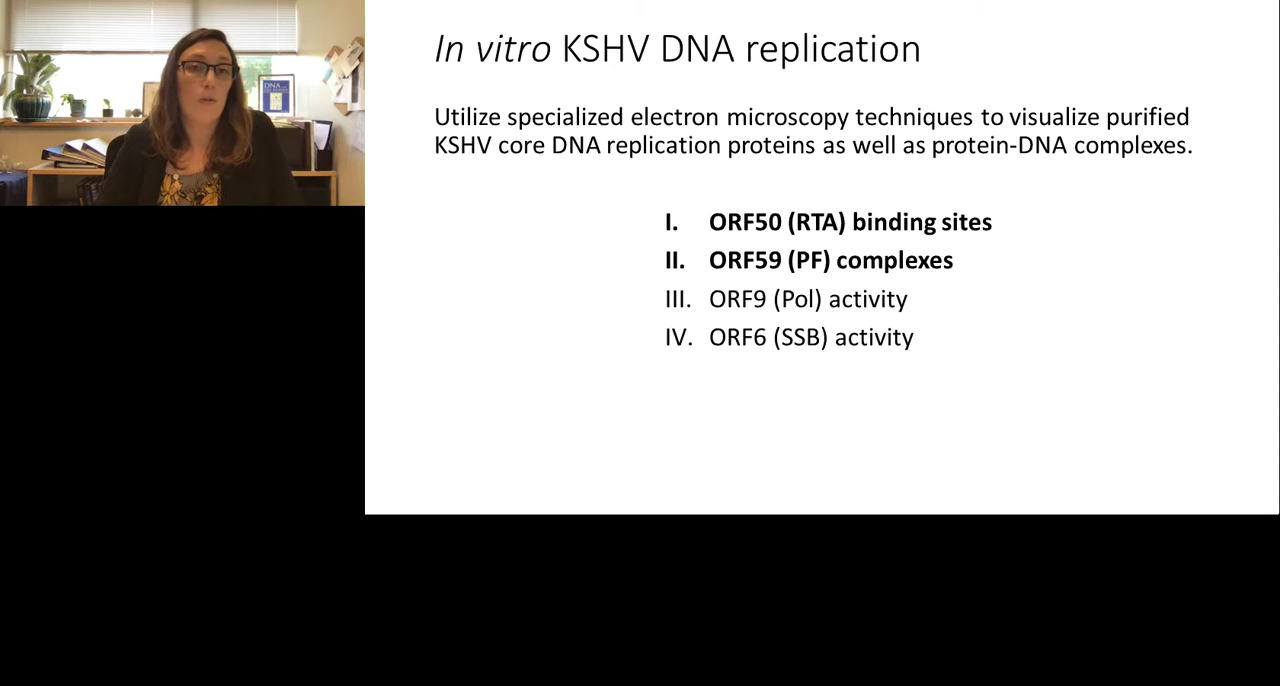 In vitro KSHV DNA replication
Utilize specialized electron microscopy techniques to visualize purified
KSHV core DNA replication proteins as well as protein-DNA complexes.
I. ORF50 (RTA) binding sites
II. ORF59 (PF) complexes
III. ORF9 (Pol) activity
IV. ORF6 (SSB) activity
DNA